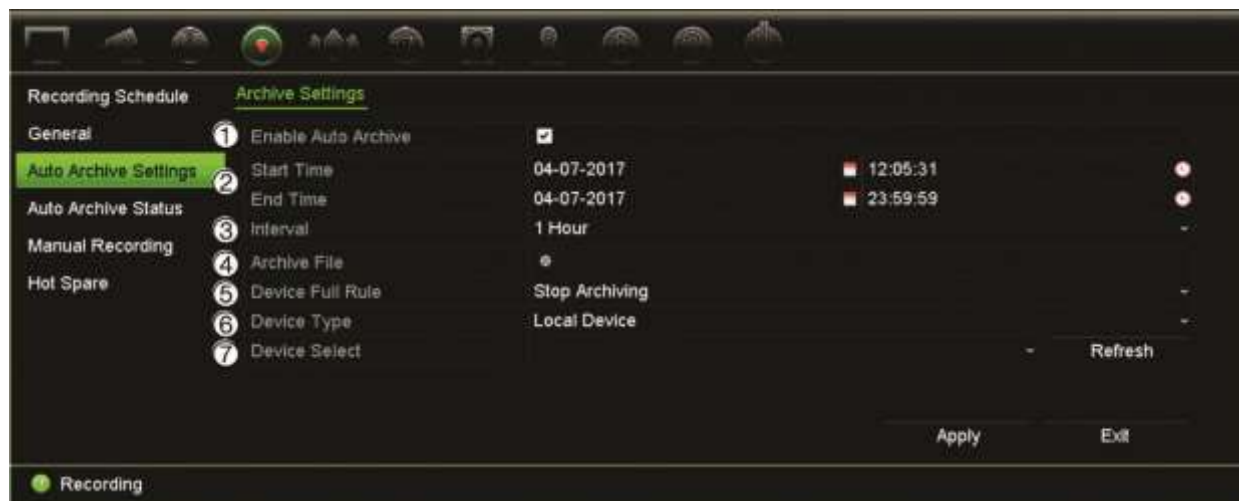 Recording Schedule
Archive Settings
General
① Enable Auto Archive
Auto Archive Settings
② Start Time 04-07-2017 12:05:31
End Time 04-07-2017 23:59:59
Auto Archive Status
③ Interval 1 Hour
Manual Recording
④ Archive File
Hot Spare
⑤ Device Full Rule Stop Archiving
⑥ Device Type Local Device
⑦ Device Select Refresh
Apply Exit
Recording